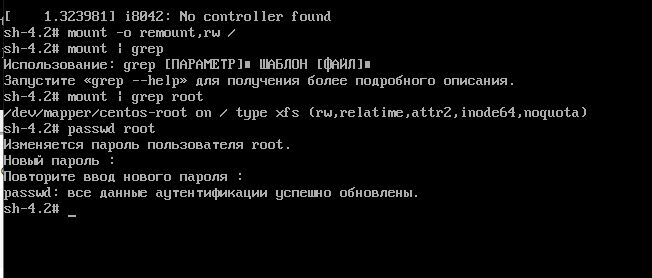 [    1.323981] i8042: No controller found
sh-4.2# mount -o remount,rw /
sh-4.2# mount | grep
Использование: grep [ПАРАМЕТР]■ ШАБЛОН [ФАЙЛ]■
Запустите «grep --help» для получения более подробного описания.
sh-4.2# mount | grep root
/dev/mapper/centos-root on / type xfs (rw,relatime,attr2,inode64,noquota)
sh-4.2# passwd root
Изменяется пароль пользователя root.
Новый пароль :
Повторите ввод нового пароля :
passwd: все данные аутентификации успешно обновлены.
sh-4.2# _